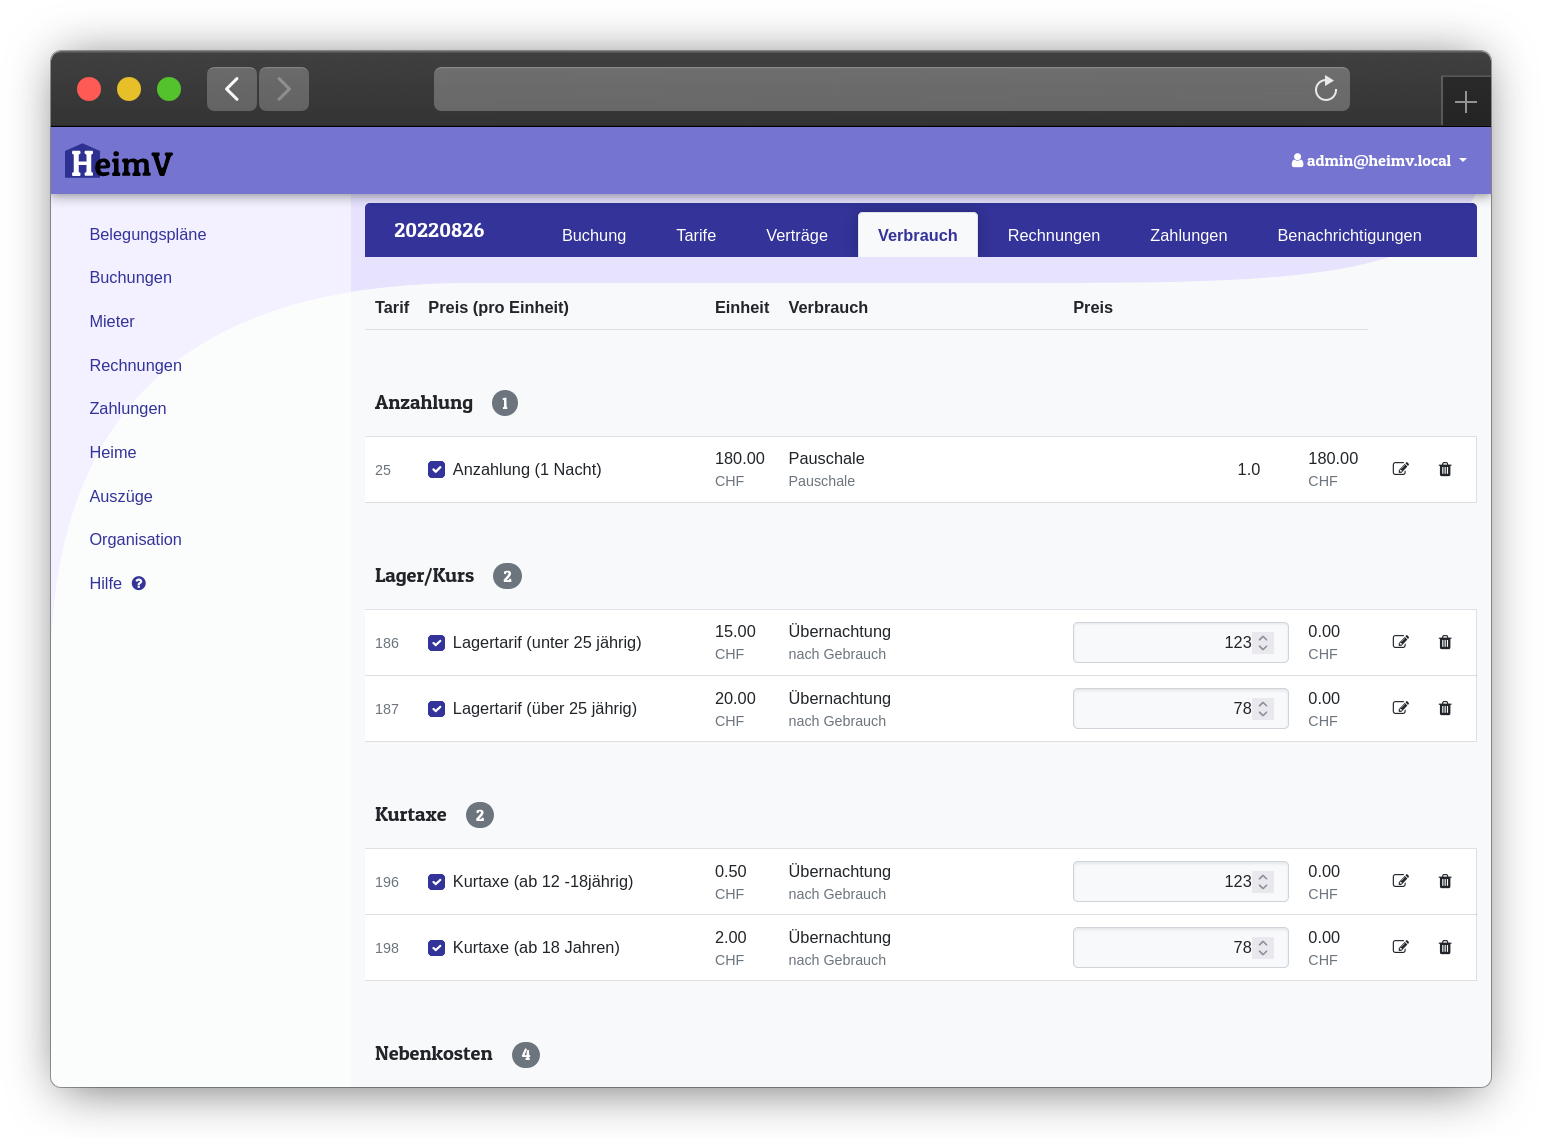 HeimV
admin@heimv.local
Belegungspläne
Buchungen
Mieter
Rechnungen
Zahlungen
Heime
Auszüge
Organisation
Hilfe
20220826 Buchung Tarife Verträge Verbrauch Rechnungen Zahlungen Benachrichtigungen
Tarif Preis (pro Einheit) Einheit Verbrauch Preis
Anzahlung 1
25 Anzahlung (1 Nacht) 180.00 Pauschale 1.0 180.00
CHF Pauschale CHF
Lager/Kurs 2
186 Lagertarif (unter 25 jährig) 15.00 Übernachtung 123 0.00
CHF nach Gebrauch CHF
187 Lagertarif (über 25 jährig) 20.00 Übernachtung 78 0.00
CHF nach Gebrauch CHF
Kurtaxe 2
196 Kurtaxe (ab 12 -18jährig) 0.50 Übernachtung 123 0.00
CHF nach Gebrauch CHF
198 Kurtaxe (ab 18 Jahren) 2.00 Übernachtung 78 0.00
CHF nach Gebrauch CHF
Nebenkosten 4